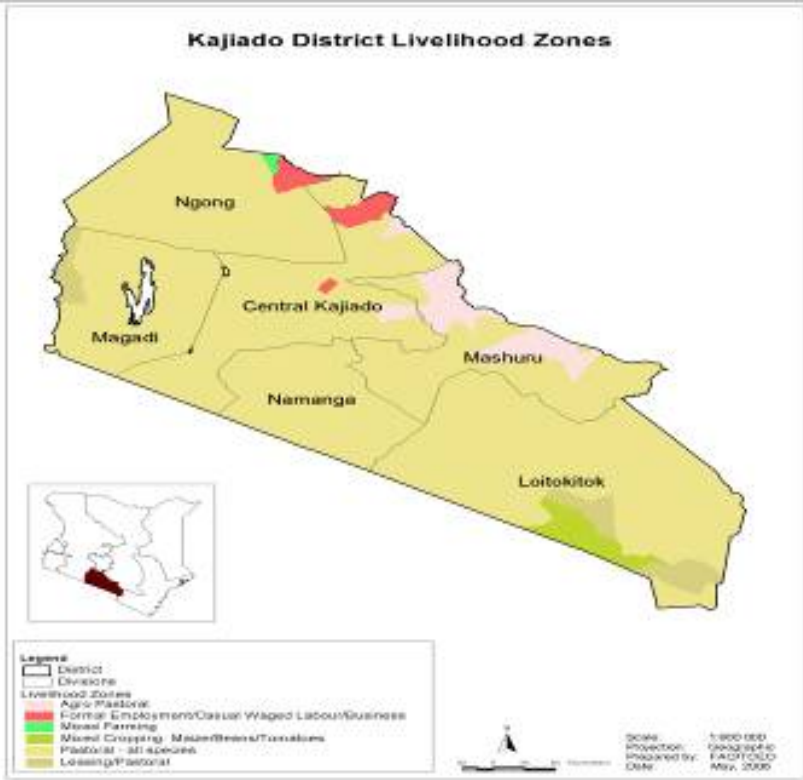 Kajiado District Livelihood Zones
Ngong
Central Kajiado
Magadi
Mashuru
Namanga
Loitokitok
Legend
District
Divisions
Livelihood Zones
Agro Pastoral
Formal Employment/Casual Waged Labour/Business
Mixed Farming
Mixed Cropping: Maize/Beans/Tomatoes
Pastoral - all species
Leasing/Pastoral
Scale:
Projection: Geographic
Prepared by:
Date: May, 2006